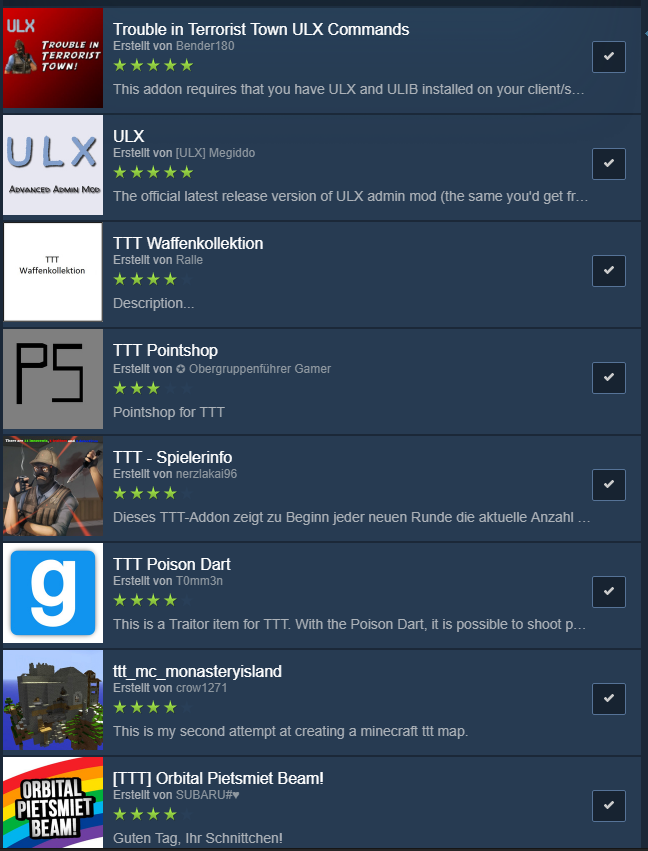 ULX
TROUBLE IN
TERRORIST
TOWN!
Trouble in Terrorist Town ULX Commands
Erstellt von Bender180
This addon requires that you have ULX and ULIB installed on your client/s…
ULX
ADVANCED ADMIN MOD
ULX
Erstellt von [ULX] Megiddo
The official latest release version of ULX admin mod (the same you'd get fr…
TTT
Waffenkollektion
TTT Waffenkollektion
Erstellt von Ralle
Description...
PS
TTT Pointshop
Erstellt von ✪ Obergruppenführer Gamer
Pointshop for TTT
TTT - Spielerinfo
Erstellt von nerzlakai96
Dieses TTT-Addon zeigt zu Beginn jeder neuen Runde die aktuelle Anzahl …
g
TTT Poison Dart
Erstellt von T0mm3n
This is a Traitor item for TTT. With the Poison Dart, it is possible to shoot p…
ttt_mc_monasteryisland
Erstellt von crow1271
This is my second attempt at creating a minecraft ttt map.
ORBITAL
PIETSMIET
BEAM!
[TTT] Orbital Pietsmiet Beam!
Erstellt von SUBARU#♥
Guten Tag, Ihr Schnittchen!